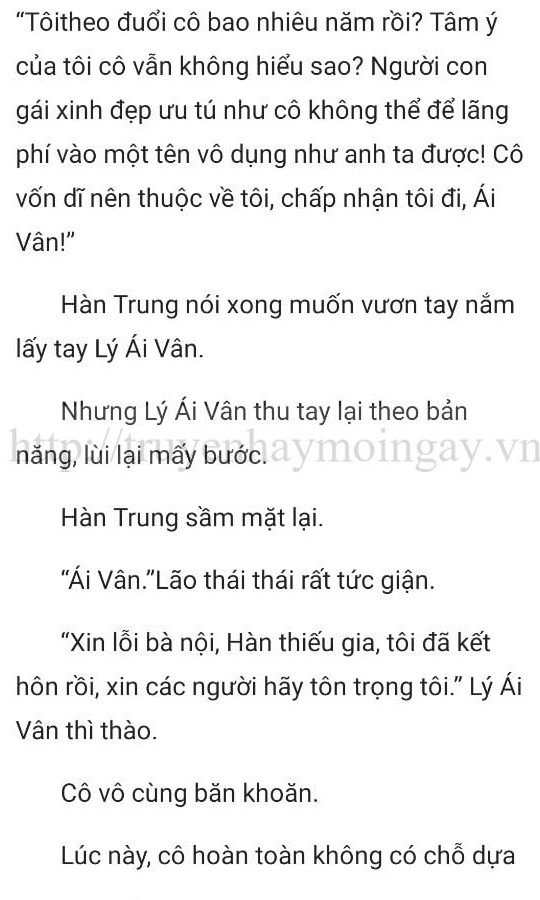 “Tôitheo đuổi cô bao nhiêu năm rồi? Tâm ý
của tôi cô vẫn không hiểu sao? Người con
gái xinh đẹp ưu tú như cô không thể để lãng
phí vào một tên vô dụng như anh ta được! Cô
vốn dĩ nên thuộc về tôi, chấp nhận tôi đi, Ái
Vân!”
Hàn Trung nói xong muốn vươn tay nắm
lấy tay Lý Ái Vân.
Nhưng Lý Ái Vân thu tay lại theo bản
năng, lùi lại mấy bước.
http://truyenhaymoingay.vn
Hàn Trung sầm mặt lại.
“Ái Vân.”Lão thái thái rất tức giận.
“Xin lỗi bà nội, Hàn thiếu gia, tôi đã kết
hôn rồi, xin các người hãy tôn trọng tôi.” Lý Ái
Vân thì thào.
Cô vô cùng băn khoăn.
Lúc này, cô hoàn toàn không có chỗ dựa